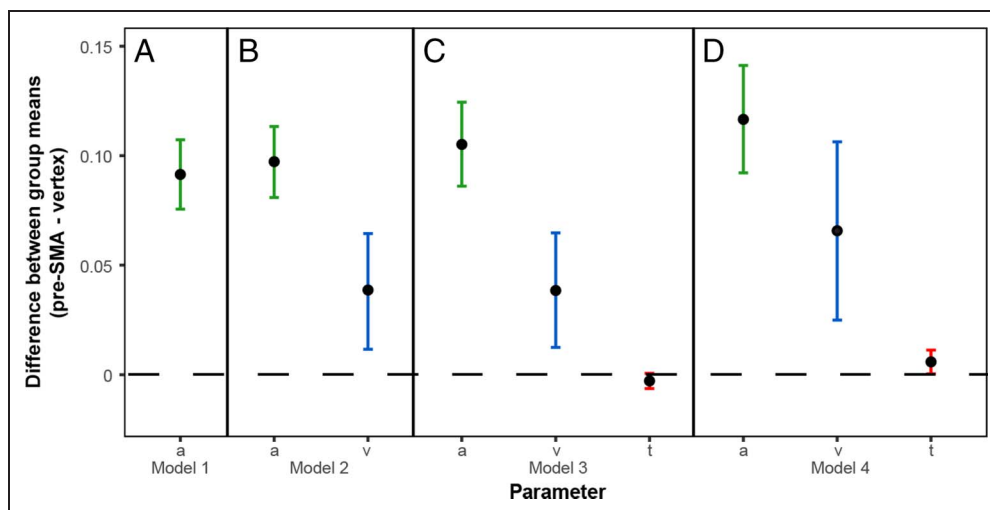 A B C D
Difference between group means
(pre-SMA - vertex)
0.15
0.10
0.05
0
a a v a v t a v t
Model 1 Model 2 Model 3 Model 4
Parameter